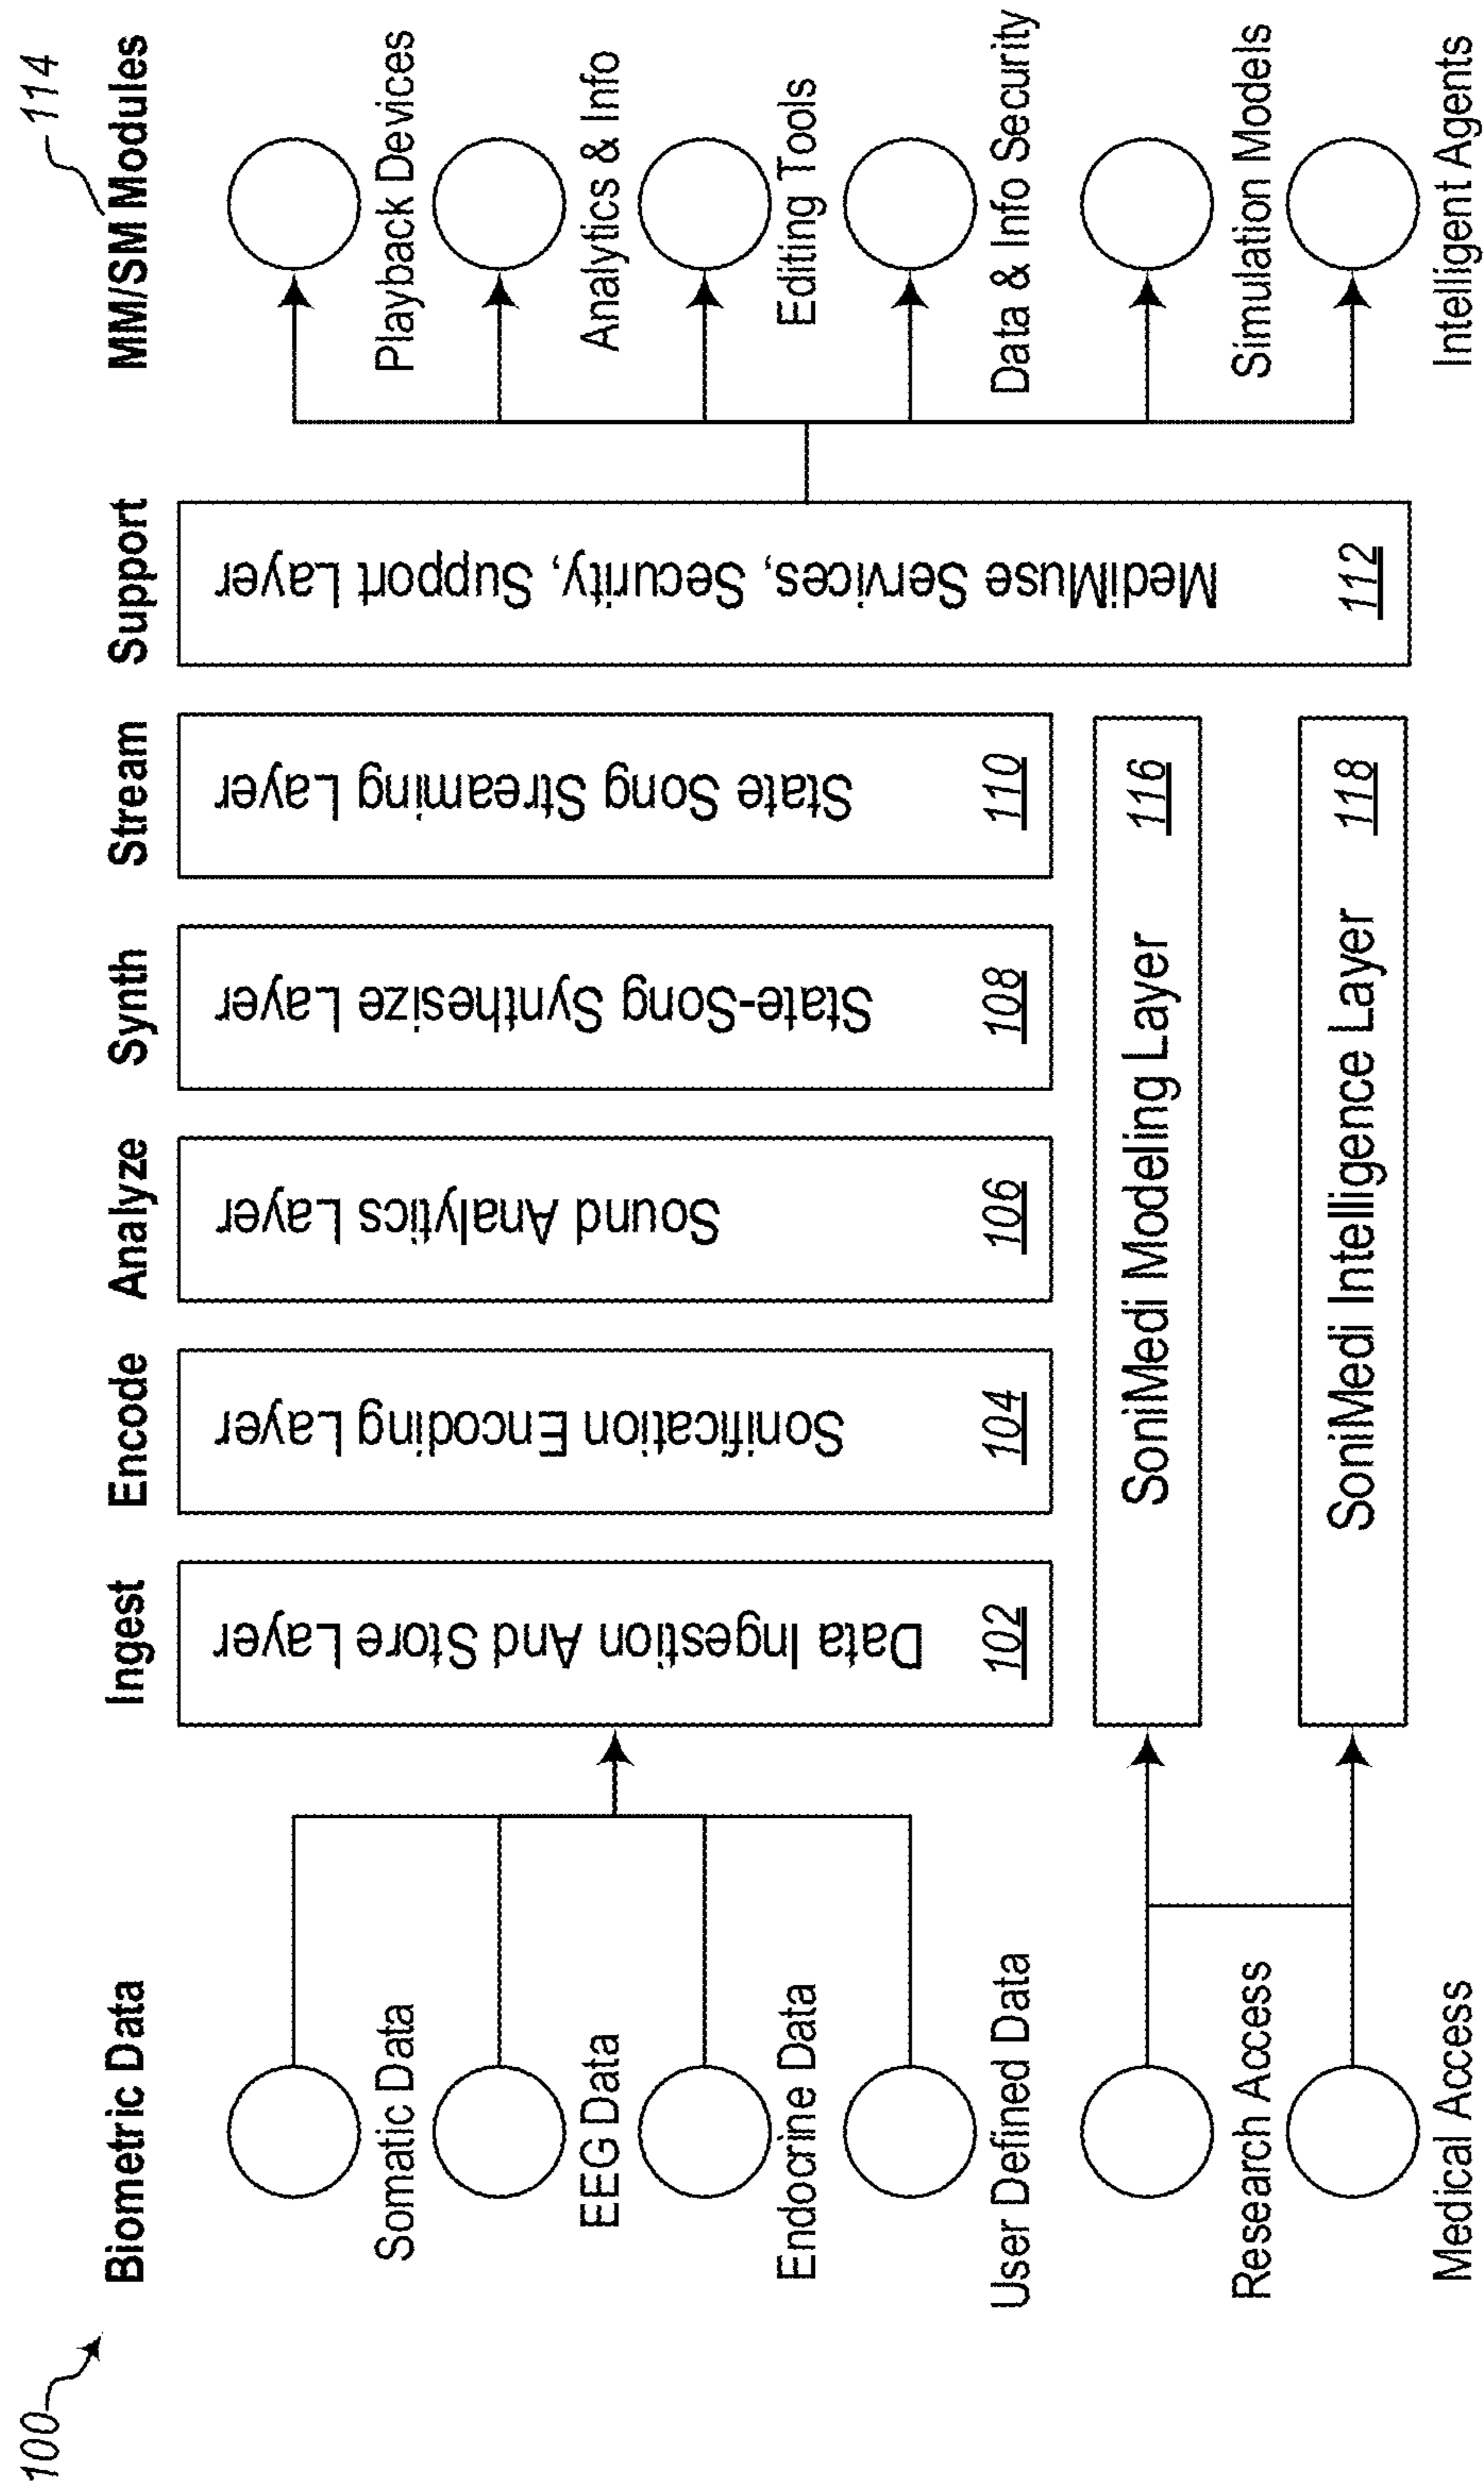 100
Biometric Data
Ingest
Encode
Analyze
Synth
Stream
Support
MM/SM Modules
114
Somatic Data
EEG Data
Endocrine Data
User Defined Data
Research Access
Medical Access
Data Ingestion And Store Layer
102
Sonification Encoding Layer
104
Sound Analytics Layer
106
State-Song Synthesize Layer
108
State Song Streaming Layer
110
SoniMedi Modeling Layer
116
SoniMedi Intelligence Layer
118
MediMuse Services, Security, Support Layer
112
Playback Devices
Analytics & Info
Editing Tools
Data & Info Security
Simulation Models
Intelligent Agents